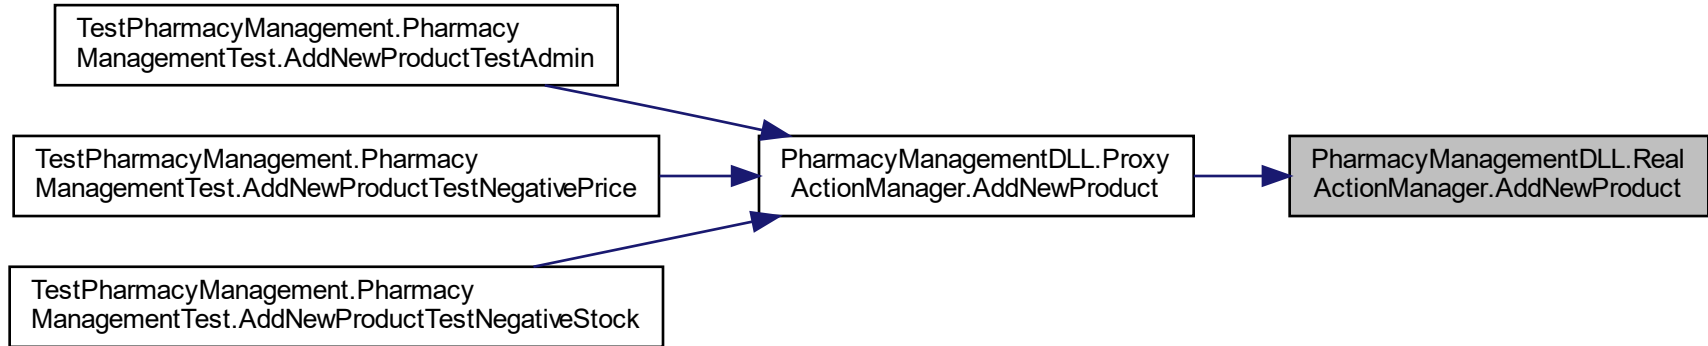 TestPharmacyManagement.Pharmacy
ManagementTest.AddNewProductTestAdmin
TestPharmacyManagement.Pharmacy
ManagementTest.AddNewProductTestNegativePrice
TestPharmacyManagement.Pharmacy
ManagementTest.AddNewProductTestNegativeStock
PharmacyManagementDLL.Proxy
ActionManager.AddNewProduct
PharmacyManagementDLL.Real
ActionManager.AddNewProduct